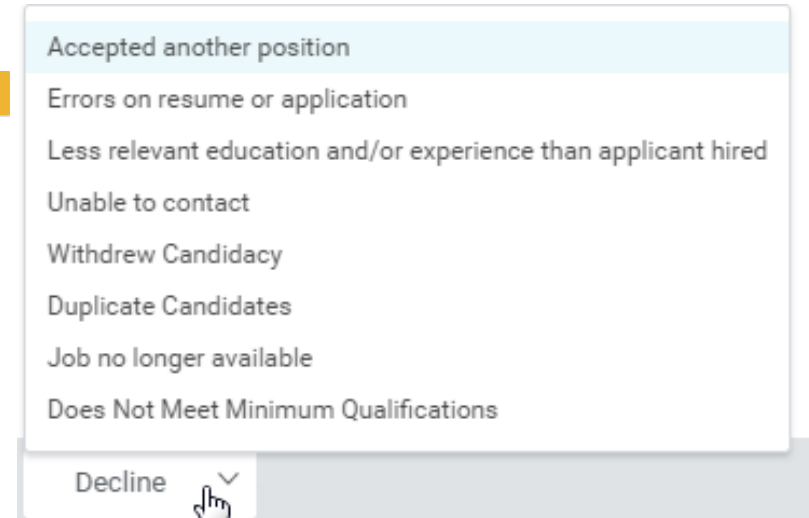 Accepted another position
Errors on resume or application
Less relevant education and/or experience than applicant hired
Unable to contact
Withdrew Candidacy
Duplicate Candidates
Job no longer available
Does Not Meet Minimum Qualifications
Decline